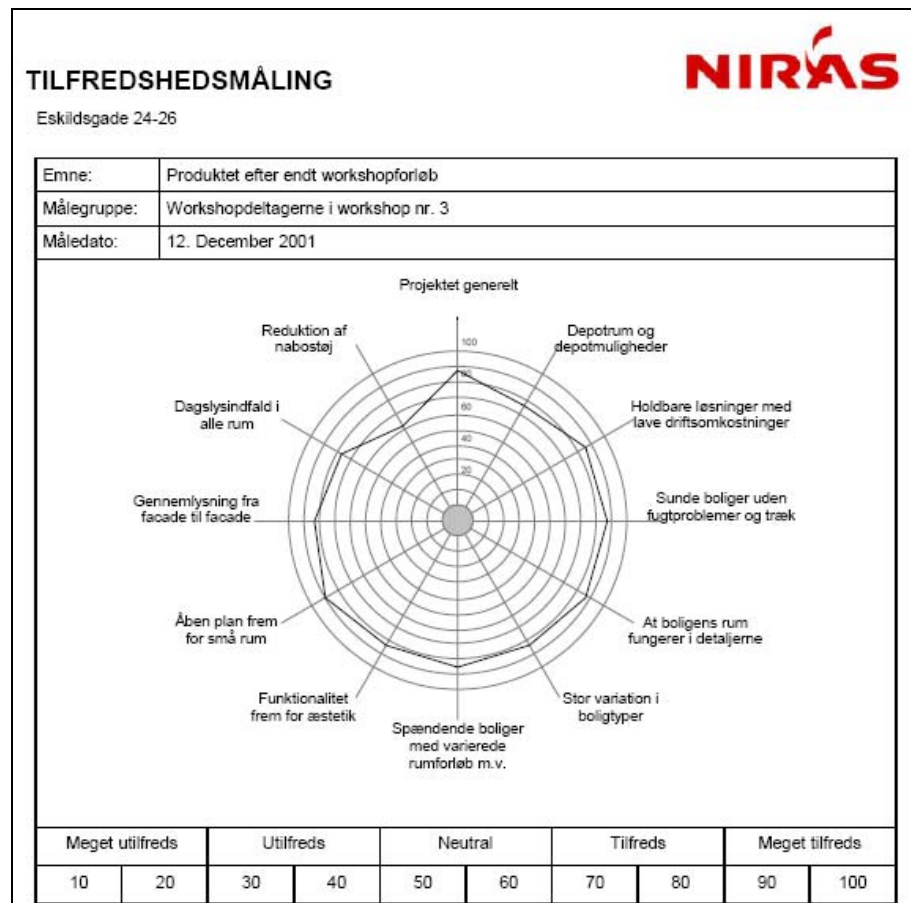 NIRAS
TILFREDSHEDSMÅLING
Eskildsgade 24-26
Emne: Produktet efter endt workshopforløb
Målegruppe: Workshopdeltagerne i workshop nr. 3
Måledato: 12. December 2001
Projektet generelt
Reduktion af
nabostøj
Depotrum og
depotmuligheder
Dagslysindfald i
alle rum
Holdbare løsninger med
lave driftsomkostninger
Gennemlysning fra
facade til facade
Sunde boliger uden
fugtproblemer og træk
Åben plan frem
for små rum
At boligens rum
fungerer i detaljerne
Funktionalitet
frem for æstetik
Stor variation i
boligtyper
Spændende boliger
med varierede
rumforløb m.v.
100
80
60
40
20
Meget utilfreds Utilfreds Neutral Tilfreds Meget tilfreds
10 20 30 40 50 60 70 80 90 100